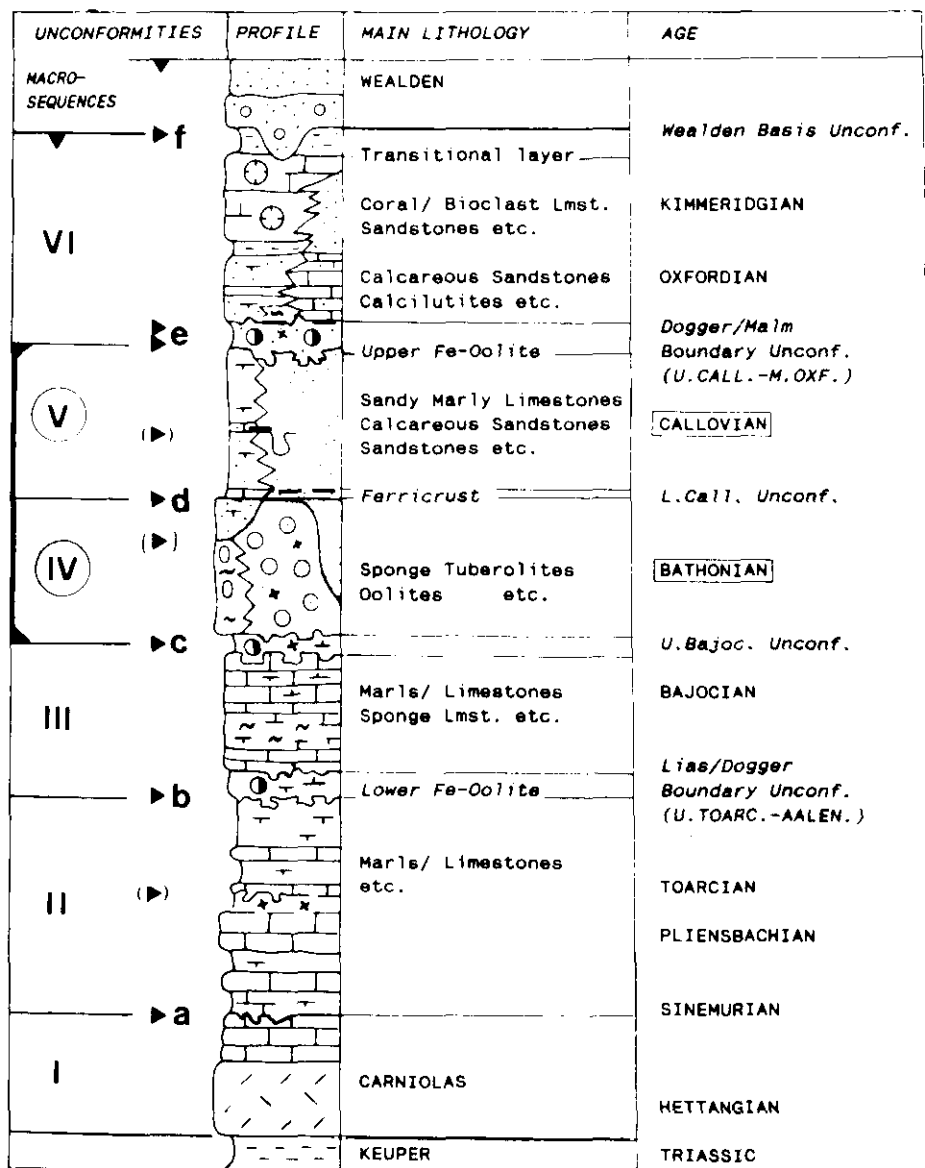 UNCONFORMITIES PROFILE MAIN LITHOLOGY AGE
MACRO-
SEQUENCES
WEALDEN
f
Wealden Basis Unconf.
Transitional layer
Coral/ Bioclast Lmst.
Sandstones etc.
KIMMERIDGIAN
VI
Calcareous Sandstones
Calcilutites etc.
OXFORDIAN
e
Dogger/Malm
Boundary Unconf.
(U.CALL.-M.OXF.)
Upper Fe-Oolite
V
Sandy Marly Limestones
Calcareous Sandstones
Sandstones etc.
CALLOVIAN
d
Ferricrust
L.Call. Unconf.
IV
Sponge Tuberolites
Oolites etc.
BATHONIAN
c
U.Bajoc. Unconf.
III
Marls/ Limestones
Sponge Lmst. etc.
BAJOCIAN
b
Lower Fe-Oolite
Lias/Dogger
Boundary Unconf.
(U.TOARC.-AALEN.)
II
Marls/ Limestones
etc.
TOARCIAN
PLIENSBACHIAN
a
SINEMURIAN
I
CARNIOLAS
HETTANGIAN
KEUPER
TRIASSIC